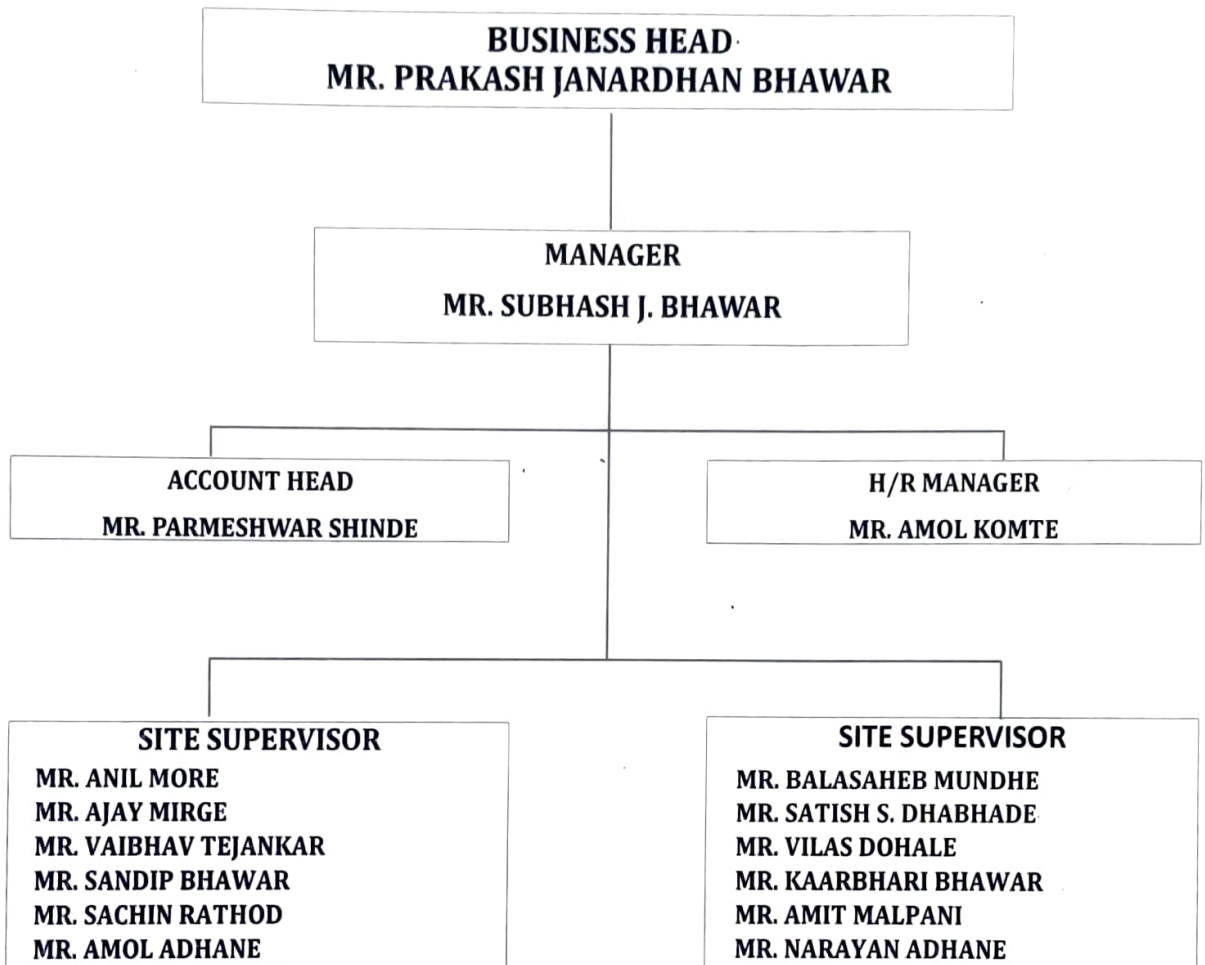 BUSINESS HEAD
MR. PRAKASH JANARDHAN BHAWAR
MANAGER
MR. SUBHASH J. BHAWAR
ACCOUNT HEAD
MR. PARMESHWAR SHINDE
H/R MANAGER
MR. AMOL KOMTE
SITE SUPERVISOR
MR. ANIL MORE
MR. AJAY MIRGE
MR. VAIBHAV TEJANKAR
MR. SANDIP BHAWAR
MR. SACHIN RATHOD
MR. AMOL ADHANE
SITE SUPERVISOR
MR. BALASAHEB MUNDHE
MR. SATISH S. DHABHADE
MR. VILAS DOHALE
MR. KAARBHARI BHAWAR
MR. AMIT MALPANI
MR. NARAYAN ADHANE